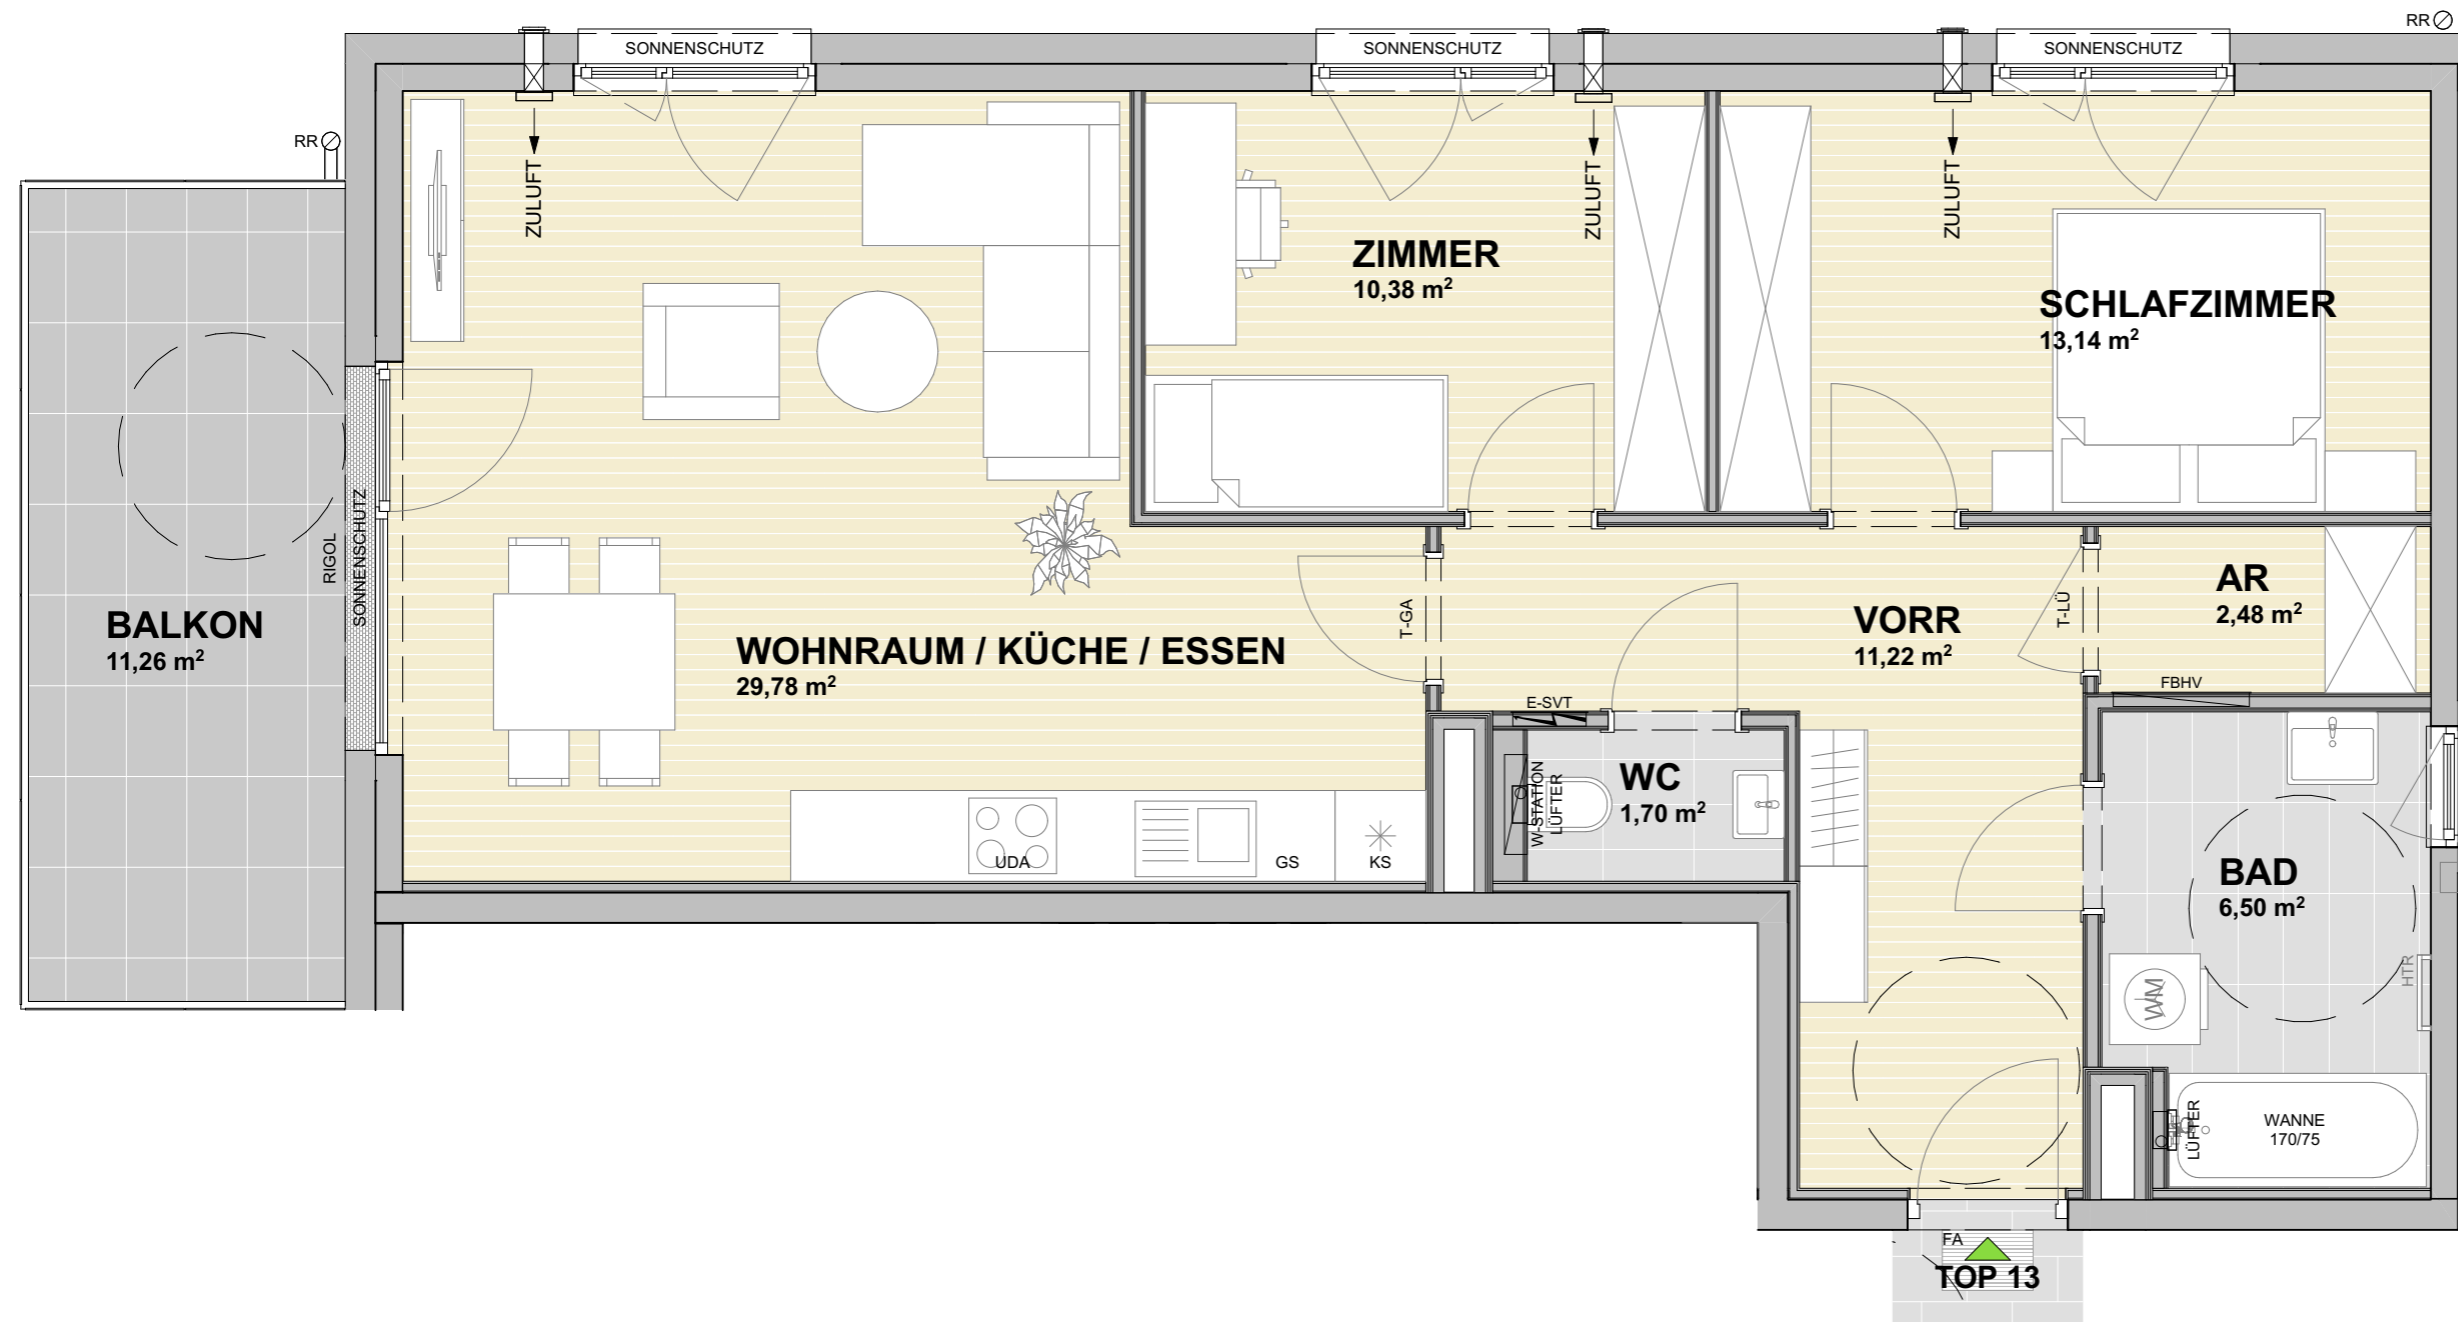 RR
SONNENSCHUTZ
SONNENSCHUTZ
SONNENSCHUTZ
RR
ZULUFT
ZULUFT
ZULUFT
ZIMMER
10,38 m²
SCHLAFZIMMER
13,14 m²
RIGOL
SONNENSCHUTZ
BALKON
11,26 m²
WOHNRAUM / KÜCHE / ESSEN
29,78 m²
T-GA
VORR
11,22 m²
T-LÜ
AR
2,48 m²
FBHV
E-SVT
W-STATION
LÜFTER
WC
1,70 m²
UDA
GS
KS
BAD
6,50 m²
HTR
WM
LÜFTER
WANNE
170/75
FA
TOP 13